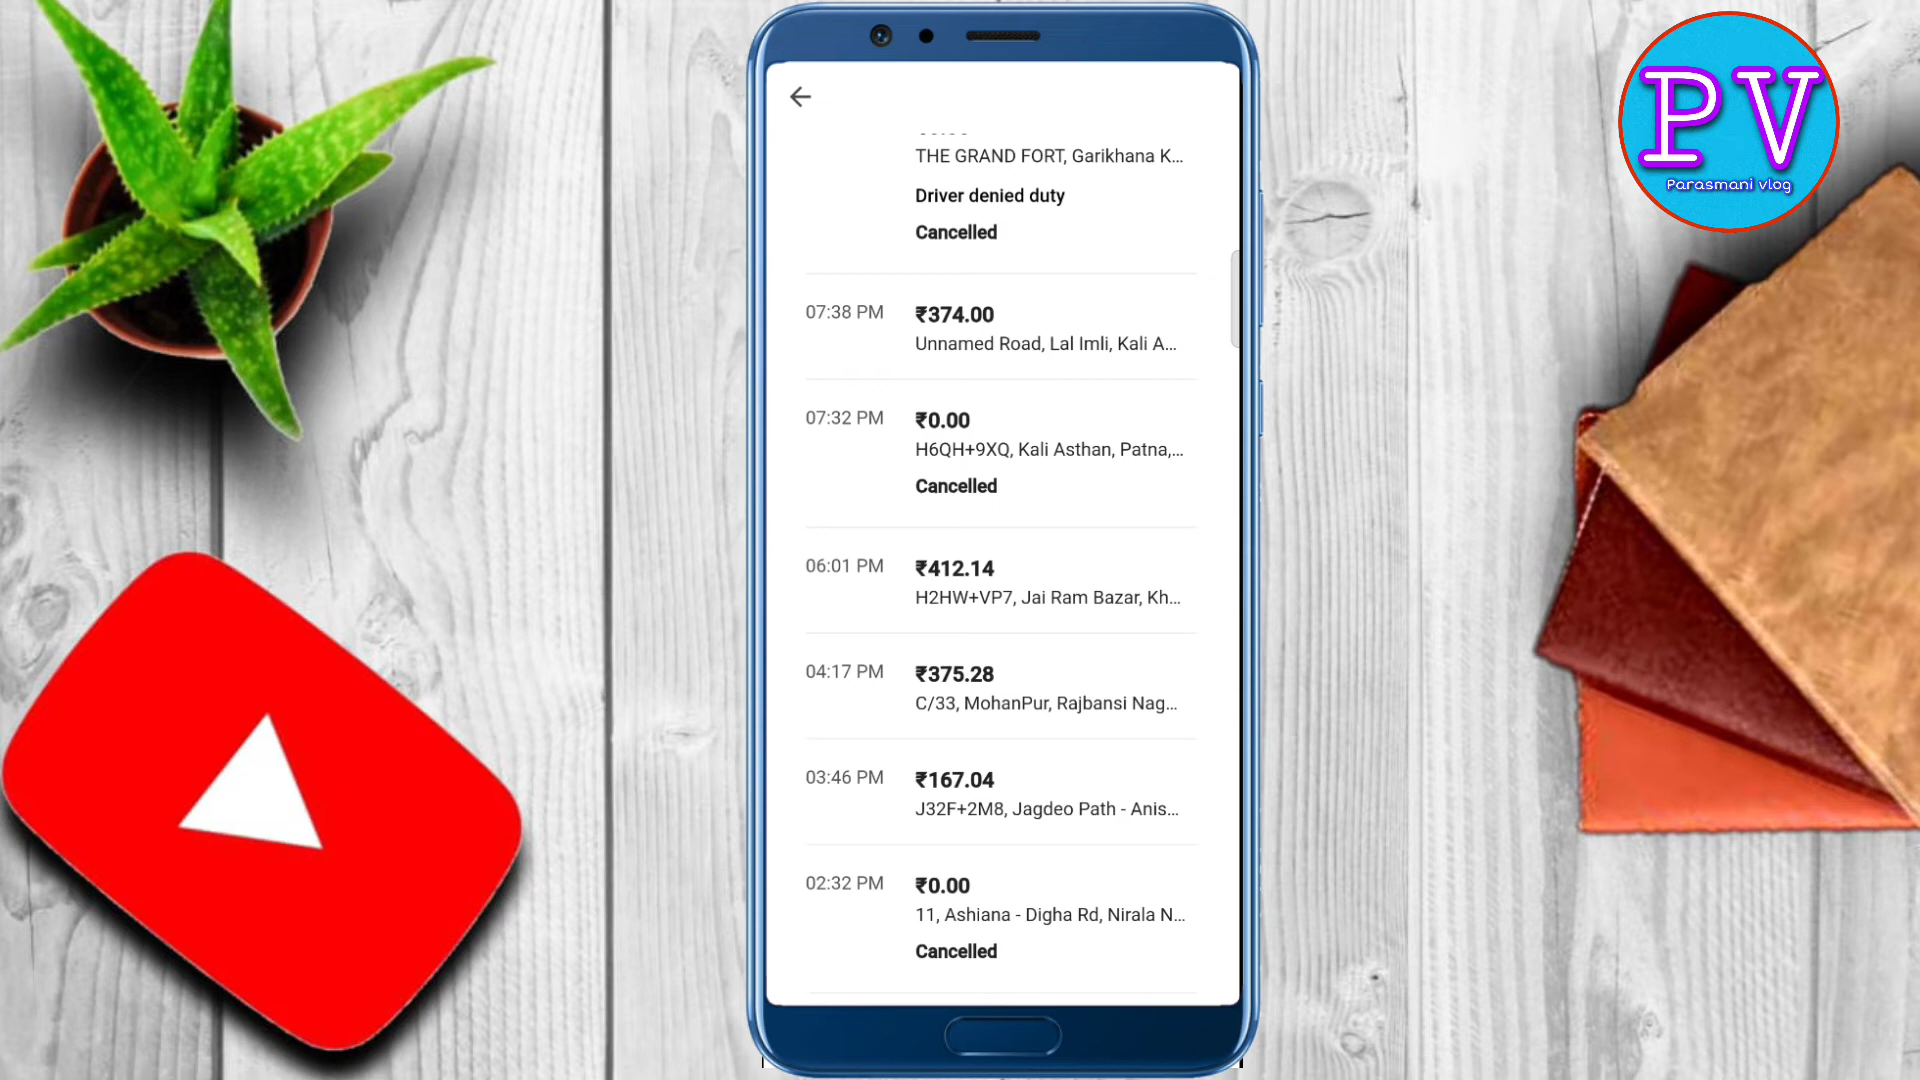 PV
Parasmani vlog
THE GRAND FORT, Garikhana K...
Driver denied duty
Cancelled
07:38 PM
₹374.00
Unnamed Road, Lal Imli, Kali A...
07:32 PM
₹0.00
H6QH+9XQ, Kali Asthan, Patna,...
Cancelled
06:01 PM
₹412.14
H2HW+VP7, Jai Ram Bazar, Kh...
04:17 PM
₹375.28
C/33, MohanPur, Rajbansi Nag...
03:46 PM
₹167.04
J32F+2M8, Jagdeo Path - Anis...
02:32 PM
₹0.00
11, Ashiana - Digha Rd, Nirala N...
Cancelled